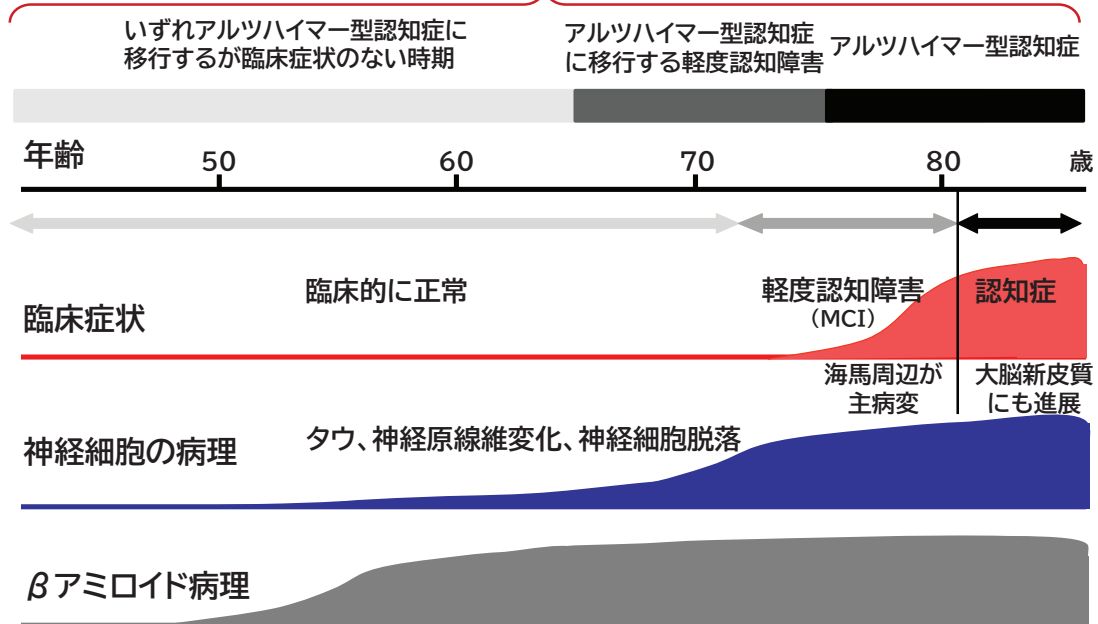 いずれアルツハイマー型認知症に
移行するが臨床症状のない時期
アルツハイマー型認知症
に移行する軽度認知障害
アルツハイマー型認知症
年齢
50
60
70
80
歳
臨床症状
臨床的に正常
軽度認知障害
（MCI）
認知症
海馬周辺が
主病変
大脳新皮質
にも進展
神経細胞の病理
タウ、神経原線維変化、神経細胞脱落
βアミロイド病理